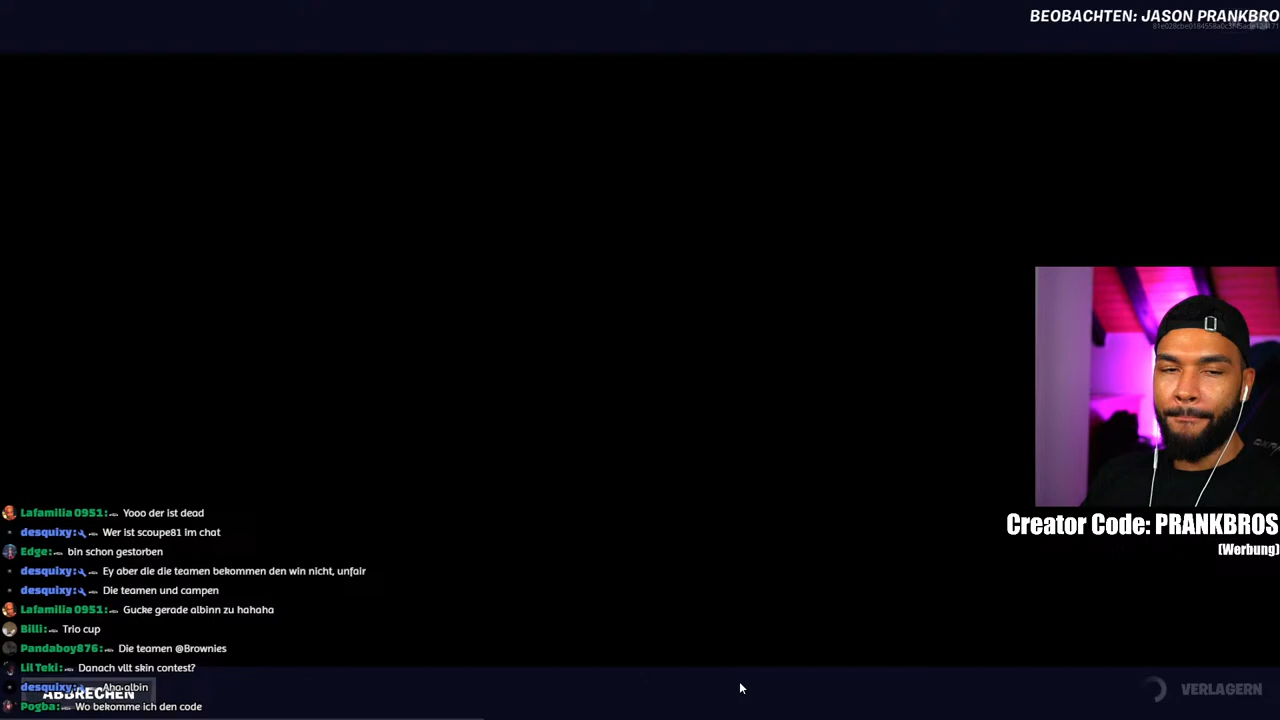 BEOBACHTEN: JASON PRANKBRO
Creator Code: PRANKBROS
(Werbung)
Lafamilia 0951: Yooo der ist dead
desquixy: Wer ist scoupe81 im chat
Edge: bin schon gestorben
desquixy: Ey aber die die teamen bekommen den win nicht, unfair
desquixy: Die teamen und campen
Lafamilia 0951: Gucke gerade albinn zu hahaha
Billi: Trio cup
Pandaboy876: Die teamen @Brownies
Lil Teki: Danach vllt skin contest?
desquixy: Aha albin
ABBRECHEN
VERLAGERN
Pogba: Wo bekomme ich den code